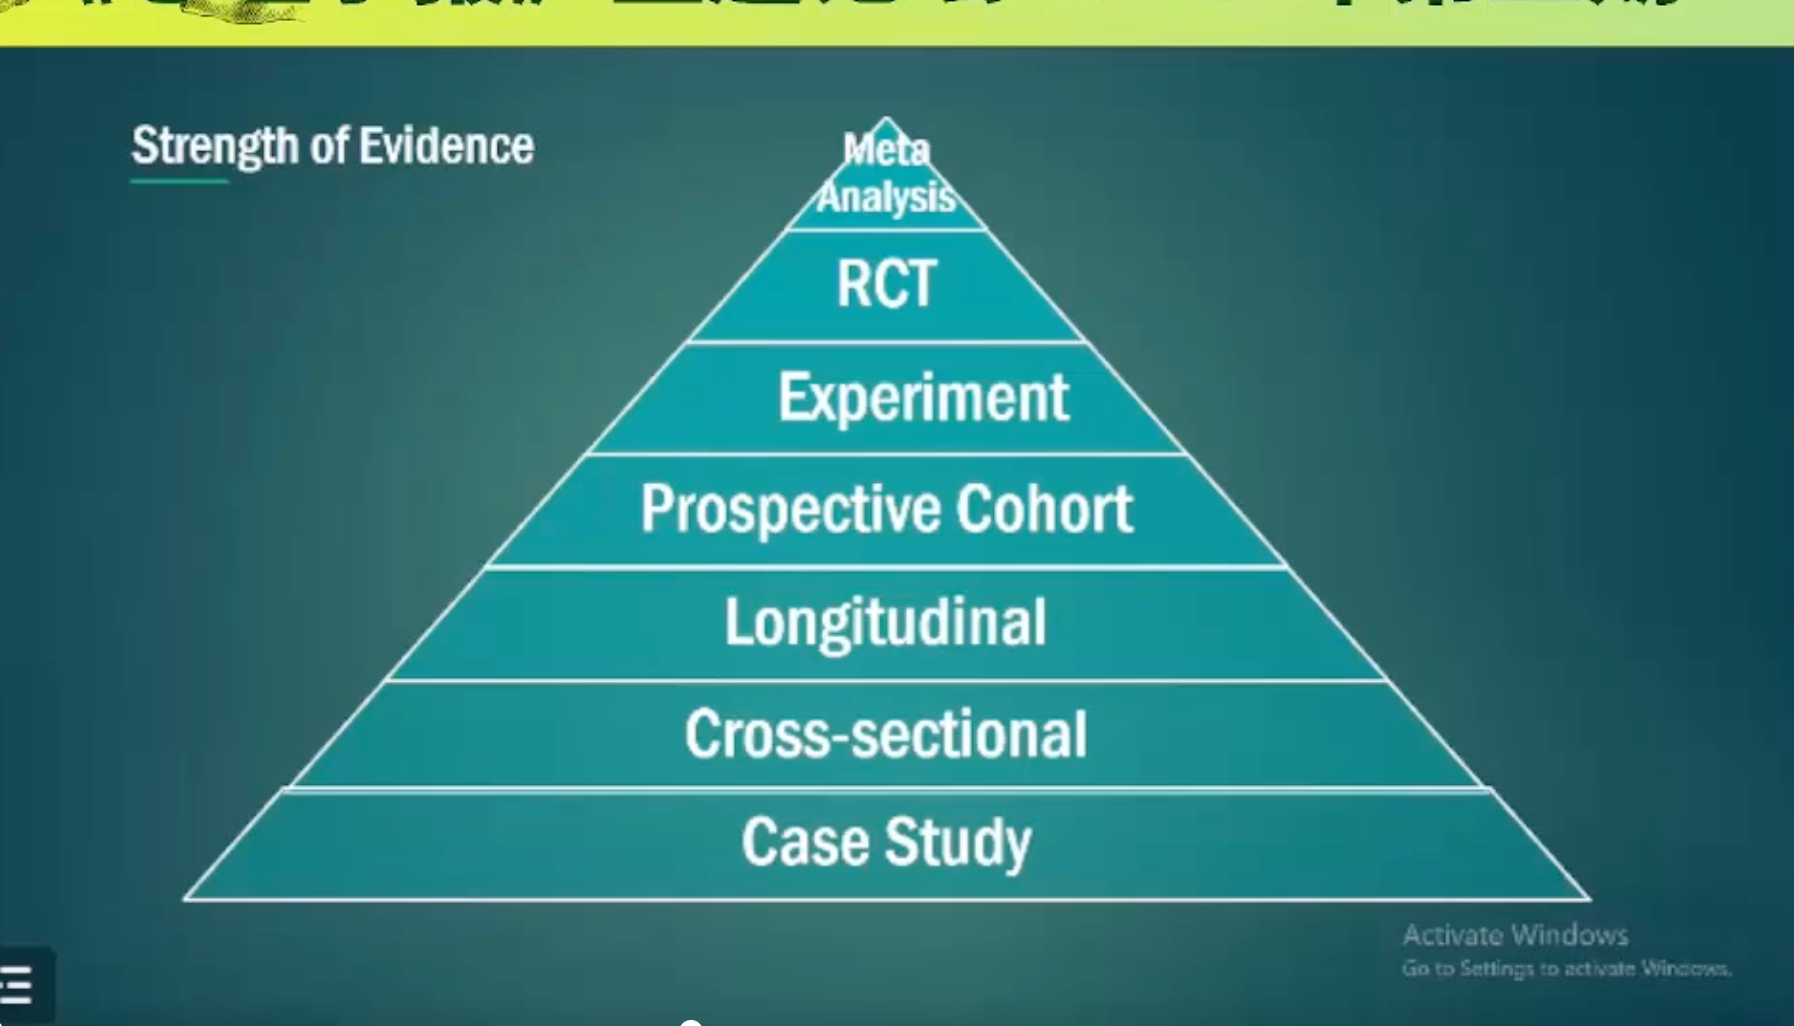 Strength of Evidence
Meta
Analysis
RCT
Experiment
Prospective Cohort
Longitudinal
Cross-sectional
Case Study
Activate Windows
Go to Settings to activate Windows.